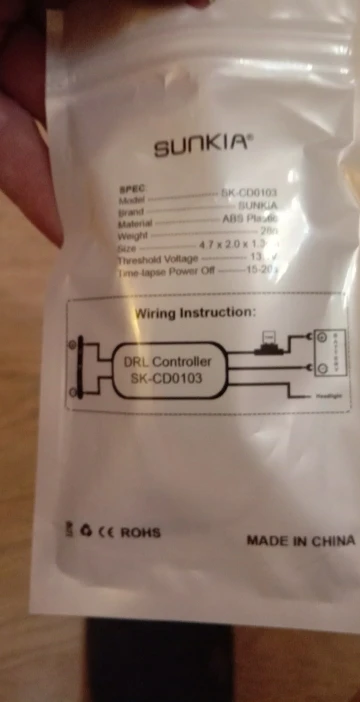 SUNKIA®
SPEC
Model SK-CD0103
Brand SUNKIA
Material ABS Plastic
Weight
Size 4.7 x 2.0 x
Threshold Voltage
Time-lapse Power Off
Wiring Instruction:
DRL Controller
SK-CD0103
Headlight
CE ROHS
MADE IN CHINA